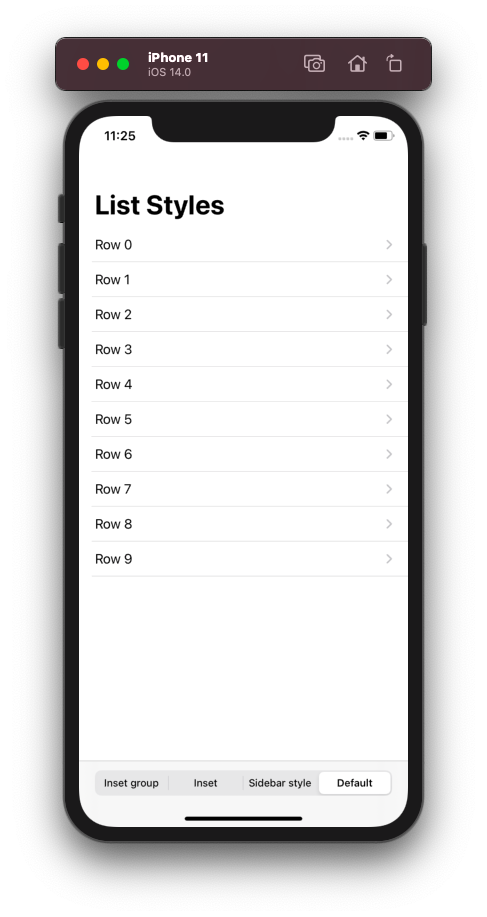 iPhone 11
iOS 14.0
11:25
List Styles
Row 0
Row 1
Row 2
Row 3
Row 4
Row 5
Row 6
Row 7
Row 8
Row 9
Inset group Inset Sidebar style Default